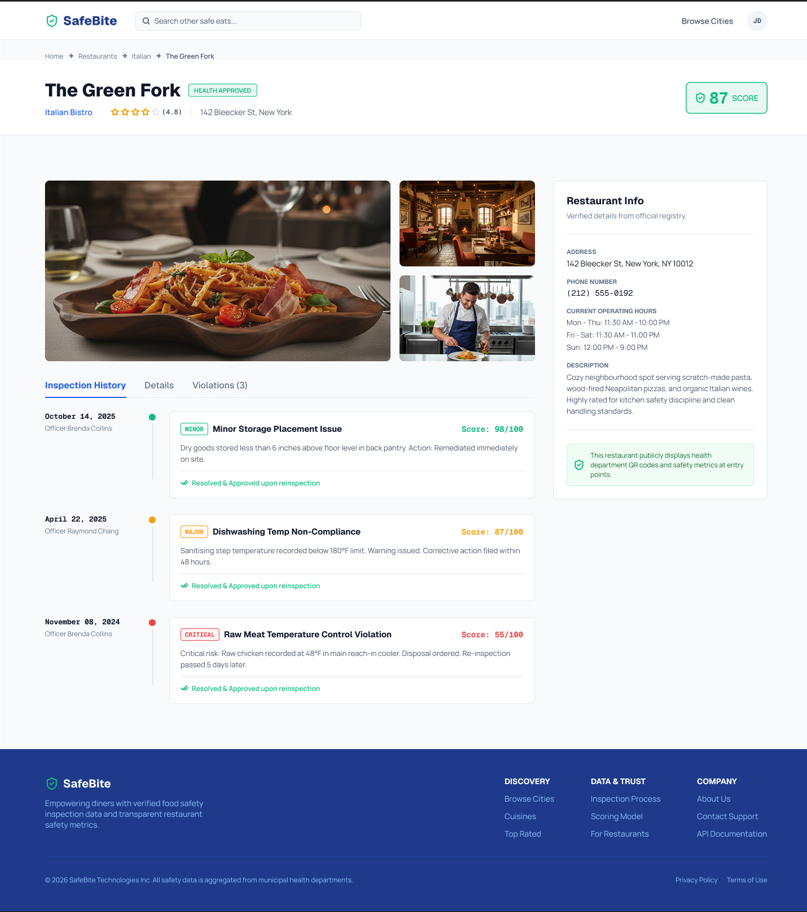 SafeBite
Search other safe eats...
Browse Cities
JD
Home
Restaurants
Italian
The Green Fork
The Green Fork
HEALTH APPROVED
Italian Bistro
(4.8)
142 Bleecker St, New York
87 SCORE
Inspection History
Details
Violations (3)
October 14, 2025
Officer Brenda Collins
MINOR
Minor Storage Placement Issue
Score: 98/100
Dry goods stored less than 6 inches above floor level in back pantry. Action: Remediated immediately
on site.
Resolved & Approved upon reinspection
April 22, 2025
Officer Raymond Chang
MAJOR
Dishwashing Temp Non-Compliance
Score: 87/100
Sanitising step temperature recorded below 180°F limit. Warning issued. Corrective action filed within
48 hours.
Resolved & Approved upon reinspection
November 08, 2024
Officer Brenda Collins
CRITICAL
Raw Meat Temperature Control Violation
Score: 55/100
Critical risk: Raw chicken recorded at 48°F in main reach-in cooler. Disposal ordered. Re-inspection
passed 5 days later.
Resolved & Approved upon reinspection
Restaurant Info
Verified details from official registry.
ADDRESS
142 Bleecker St, New York, NY 10012
PHONE NUMBER
(212) 555-0192
CURRENT OPERATING HOURS
Mon - Thu: 11:30 AM - 10:00 PM
Fri - Sat: 11:30 AM - 11:30 PM
Sun: 12:00 PM - 9:00 PM
DESCRIPTION
Cozy neighbourhood spot serving scratch-made pasta,
wood-fired Neapolitan pizzas, and organic Italian wines.
Highly rated for kitchen safety discipline and clean
handling standards.
This restaurant publicly displays health
department QR codes and safety metrics at entry
points.
SafeBite
Empowering diners with verified food safety
inspection data and transparent restaurant
safety metrics.
DISCOVERY
Browse Cities
Cuisines
Top Rated
DATA & TRUST
Inspection Process
Scoring Model
For Restaurants
COMPANY
About Us
Contact Support
API Documentation
© 2026 SafeBite Technologies Inc. All safety data is aggregated from municipal health departments.
Privacy Policy
Terms of Use